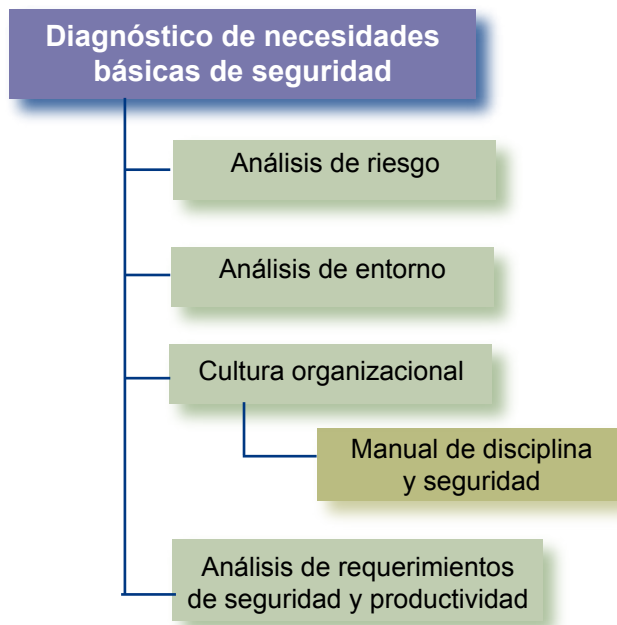 Diagnóstico de necesidades
básicas de seguridad
Análisis de riesgo
Análisis de entorno
Cultura organizacional
Manual de disciplina
y seguridad
Análisis de requerimientos
de seguridad y productividad